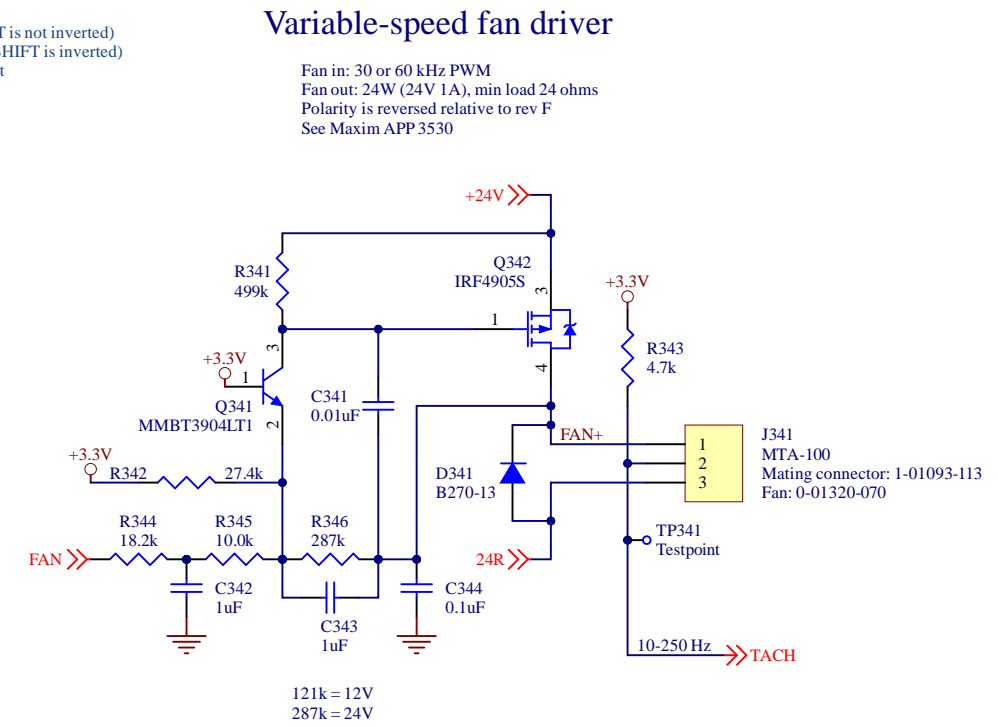 Variable-speed fan driver
T is not inverted)
SHIFT is inverted)
t
Fan in: 30 or 60 kHz PWM
Fan out: 24W (24V 1A), min load 24 ohms
Polarity is reversed relative to rev F
See Maxim APP 3530
+24V
R341
499k
Q342
IRF4905S
3
1
4
+3.3V
R343
4.7k
3
+3.3V
1
Q341
MMBT3904LT1
2
C341
0.01uF
FAN+
J341
MTA-100
Mating connector: 1-01093-113
Fan: 0-01320-070
1
2
3
+3.3V
R342
27.4k
D341
B270-13
R344
18.2k
R345
10.0k
R346
287k
TP341
Testpoint
FAN
24R
C342
1uF
C344
0.1uF
C343
1uF
10-250 Hz
TACH
121k = 12V
287k = 24V